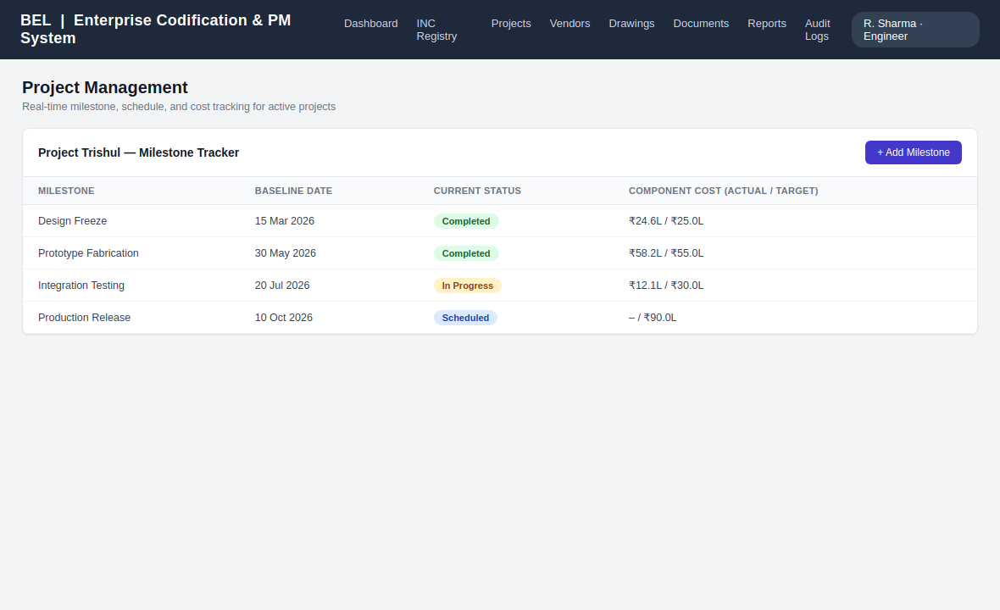 BEL | Enterprise Codification & PM
System
Dashboard
INC
Registry
Projects
Vendors
Drawings
Documents
Reports
Audit
Logs
R. Sharma ·
Engineer
Project Management
Real-time milestone, schedule, and cost tracking for active projects
Project Trishul — Milestone Tracker
+ Add Milestone
MILESTONE BASELINE DATE CURRENT STATUS COMPONENT COST (ACTUAL / TARGET)
Design Freeze 15 Mar 2026 Completed ₹24.6L / ₹25.0L
Prototype Fabrication 30 May 2026 Completed ₹58.2L / ₹55.0L
Integration Testing 20 Jul 2026 In Progress ₹12.1L / ₹30.0L
Production Release 10 Oct 2026 Scheduled – / ₹90.0L